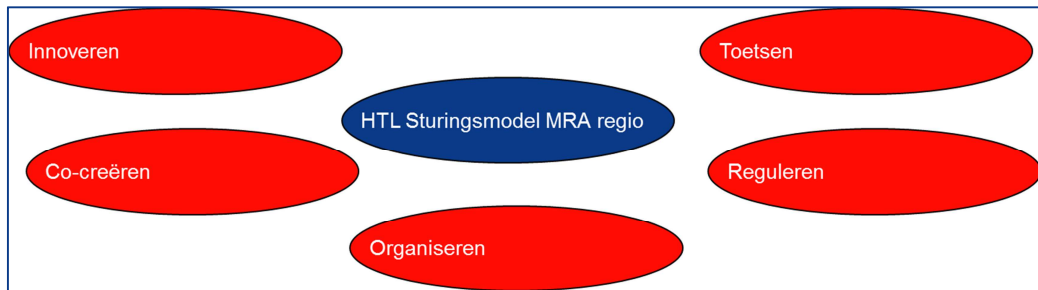 Innoveren
Toetsen
HTL Sturingsmodel MRA regio
Co-creëren
Reguleren
Organiseren